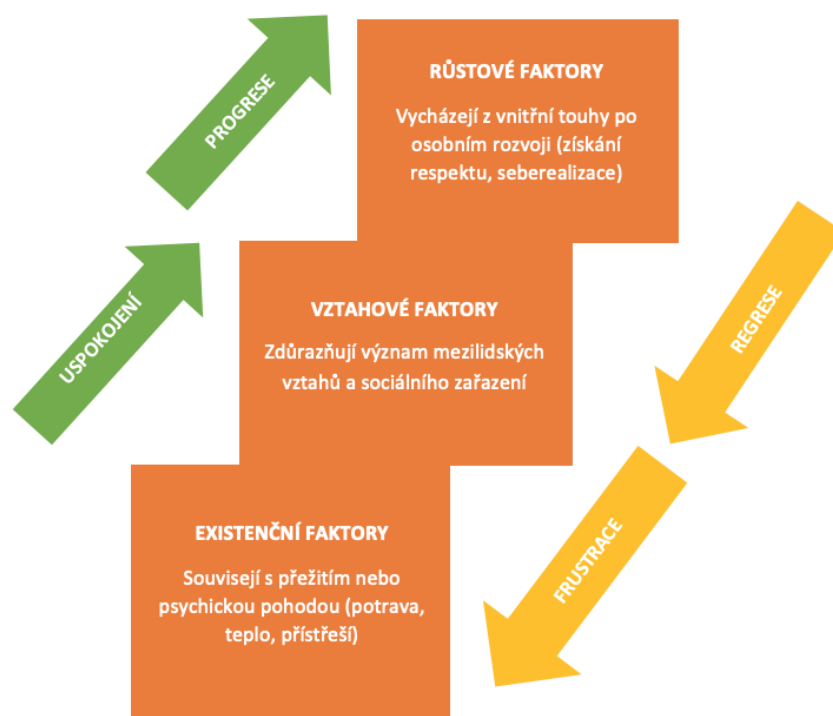 PROGRESE
RŮSTOVÉ FAKTORY
Vycházejí z vnitřní touhy po
osobním rozvoji (získání
respektu, seberealizace)
USPOKOJENÍ
VZTAHOVÉ FAKTORY
Zdůrazňují význam mezilidských
vztahů a sociálního zařazení
REGRESE
EXISTENČNÍ FAKTORY
Souvisejí s přežitím nebo
psychickou pohodou (potrava,
teplo, přístřeší)
FRUSTRACE